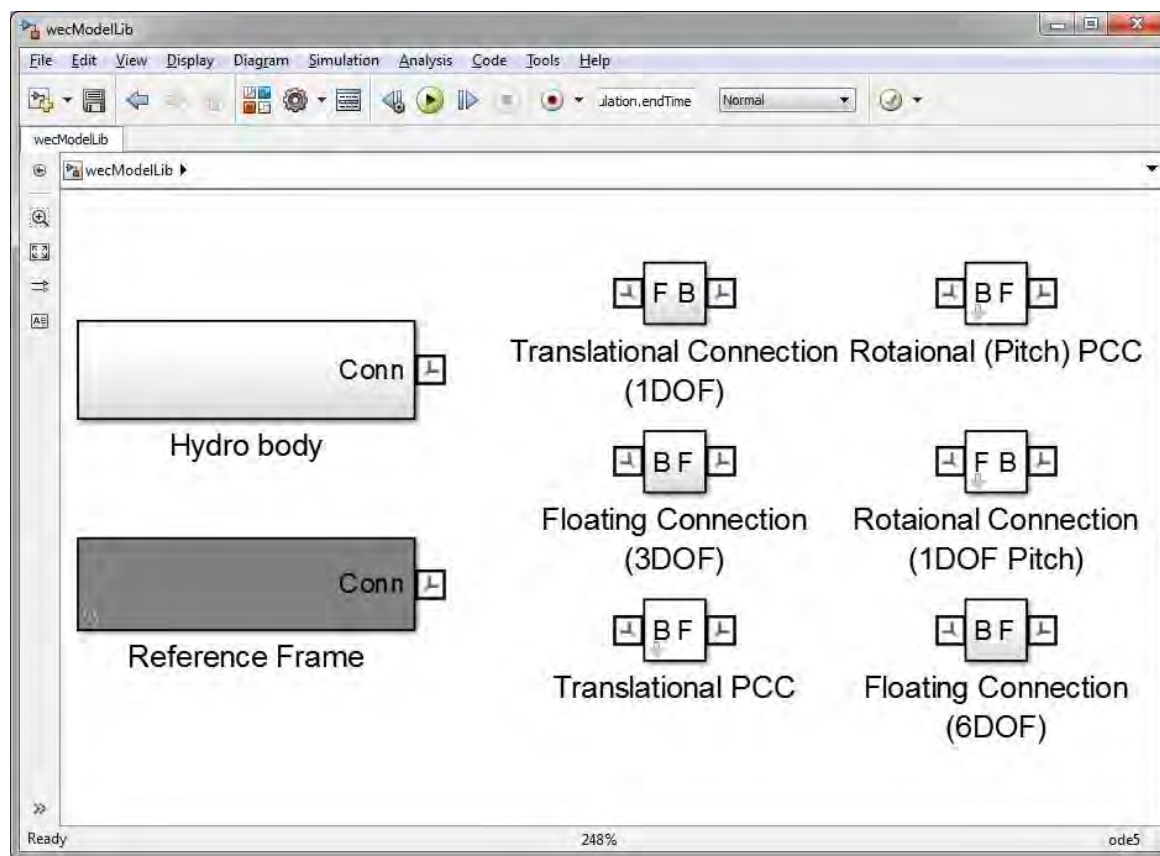 wecModelLib
File Edit View Display Diagram Simulation Analysis Code Tools Help
ulation.endTime Normal
wecModelLib
wecModelLib
F B
B F
Translational Connection
(1DOF)
Rotaional (Pitch) PCC
Conn
Hydro body
B F
F B
Floating Connection
(3DOF)
Rotaional Connection
(1DOF Pitch)
Conn
Reference Frame
B F
B F
Translational PCC
Floating Connection
(6DOF)
Ready 248% ode5